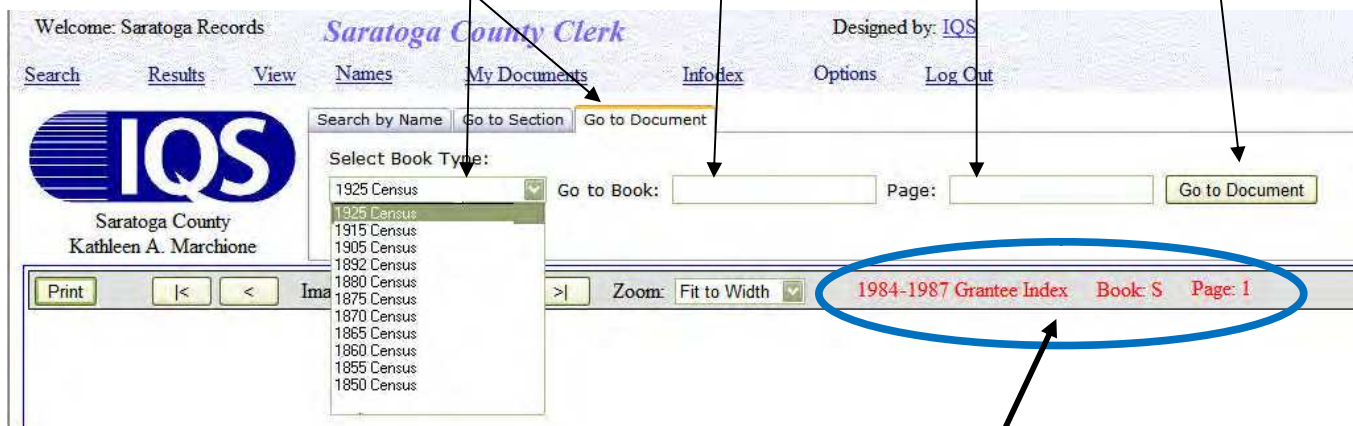 Welcome: Saratoga Records Saratoga County Clerk Designed by: IQS
Search Results View Names My Documents Infodex Options Log Out
IQS
Saratoga County
Kathleen A. Marchione
Search by Name Go to Section Go to Document
Select Book Type:
1925 Census Go to Book: Page: Go to Document
1925 Census
1915 Census
1905 Census
1892 Census
1880 Census
1875 Census
1870 Census
1865 Census
1860 Census
1855 Census
1850 Census
Print |< < Ima >| Zoom: Fit to Width 1984-1987 Grantee Index Book: S Page: 1